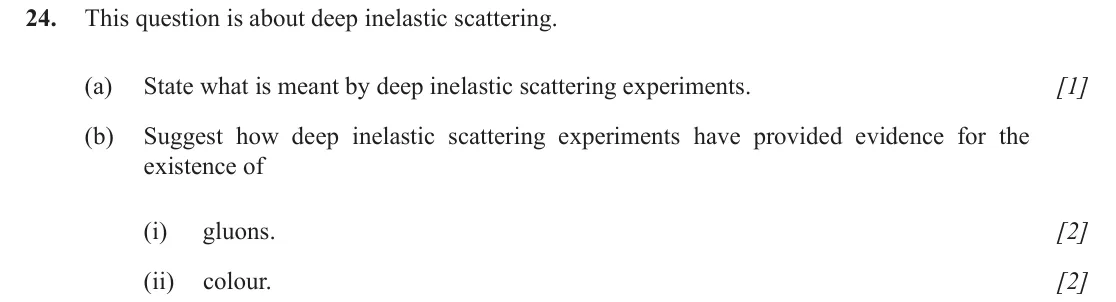 24. This question is about deep inelastic scattering.
(a) State what is meant by deep inelastic scattering experiments. [1]
(b) Suggest how deep inelastic scattering experiments have provided evidence for the
existence of
(i) gluons. [2]
(ii) colour. [2]